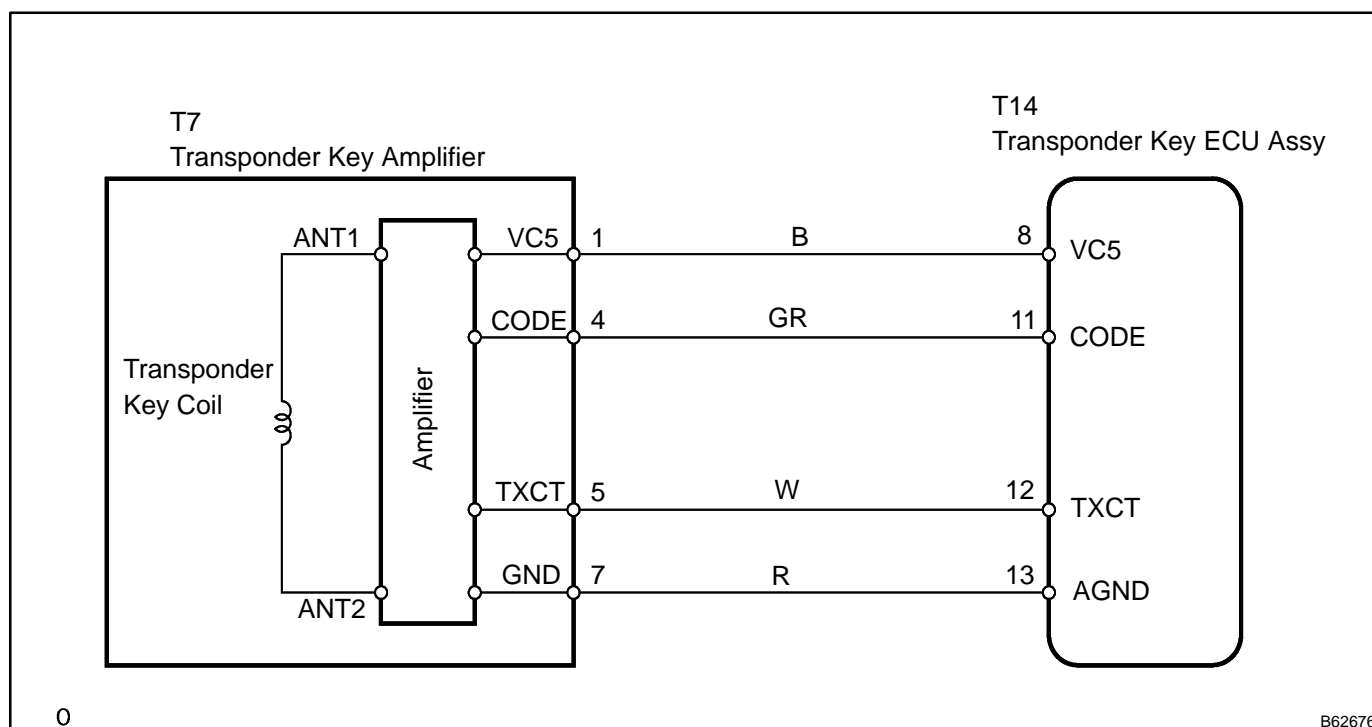 T7
Transponder Key Amplifier
T14
Transponder Key ECU Assy
ANT1
VC5
1
B
8
VC5
CODE
4
GR
11
CODE
Transponder
Key Coil
Amplifier
TXCT
5
W
12
TXCT
GND
7
R
13
AGND
ANT2
0
B62676